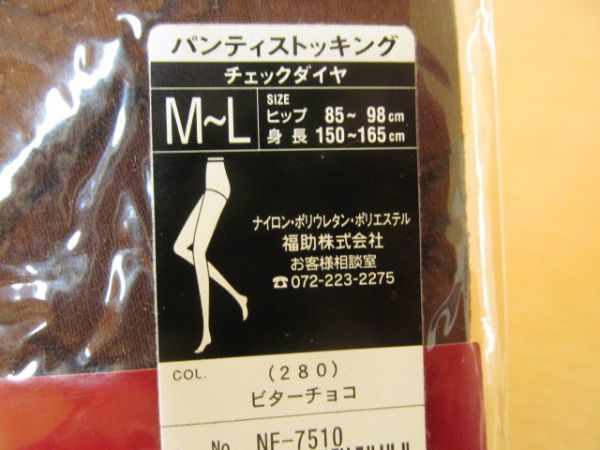 パンティストッキング
チェックダイヤ
M~L
SIZE
ヒップ 85~ 98cm
身長 150~165cm
ナイロン・ポリウレタン・ポリエステル
福助株式会社
お客様相談室
☎072-223-2275
COL. (280)
ビターチョコ
No. NF-7510